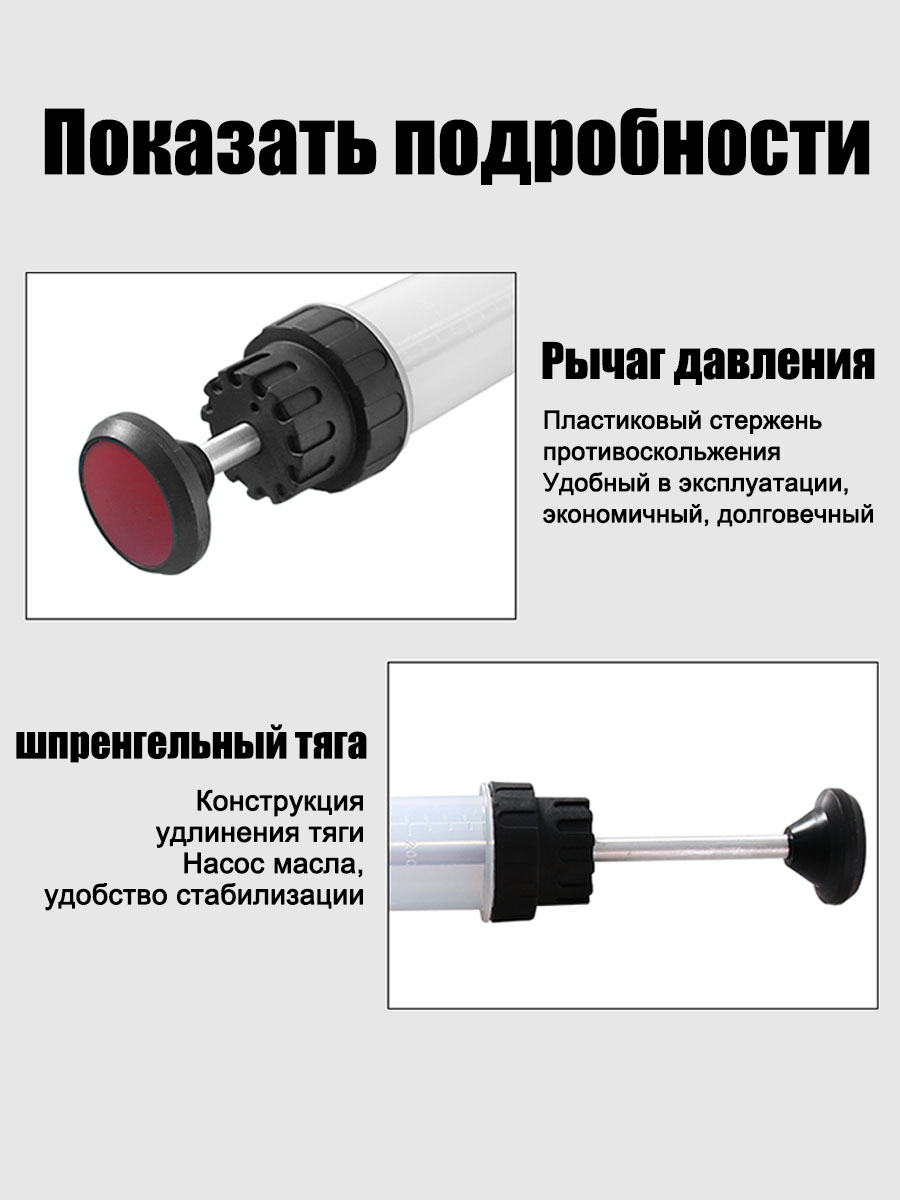 Показать подробности
Рычаг давления
Пластиковый стержень
противоскольжения
Удобный в эксплуатации,
экономичный, долговечный
шпренгельный тяга
Конструкция
удлинения тяги
Насос масла,
удобство стабилизации
200